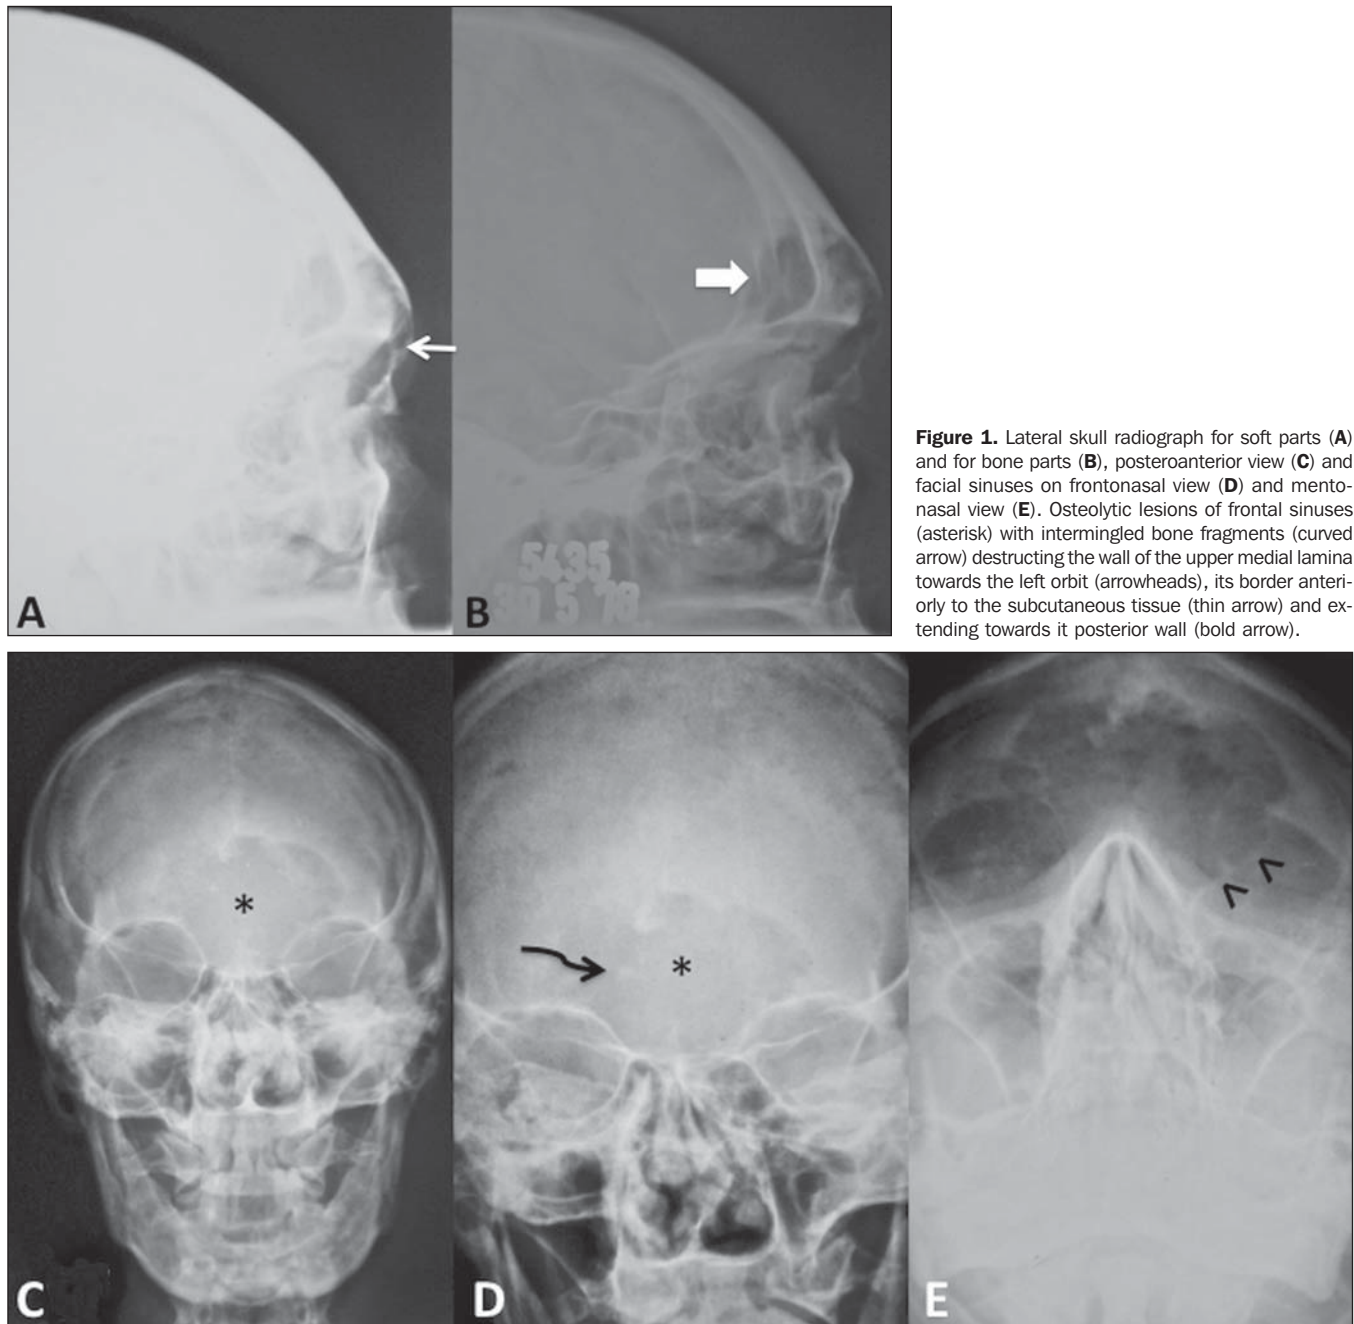 A
B
5435
5 78
Figure 1. Lateral skull radiograph for soft parts (A)
and for bone parts (B), posteroanterior view (C) and
facial sinuses on frontonasal view (D) and mento-
nasal view (E). Osteolytic lesions of frontal sinuses
(asterisk) with intermingled bone fragments (curved
arrow) destructing the wall of the upper medial lamina
towards the left orbit (arrowheads), its border anteri-
orly to the subcutaneous tissue (thin arrow) and ex-
tending towards it posterior wall (bold arrow).
*
*
C
D
E